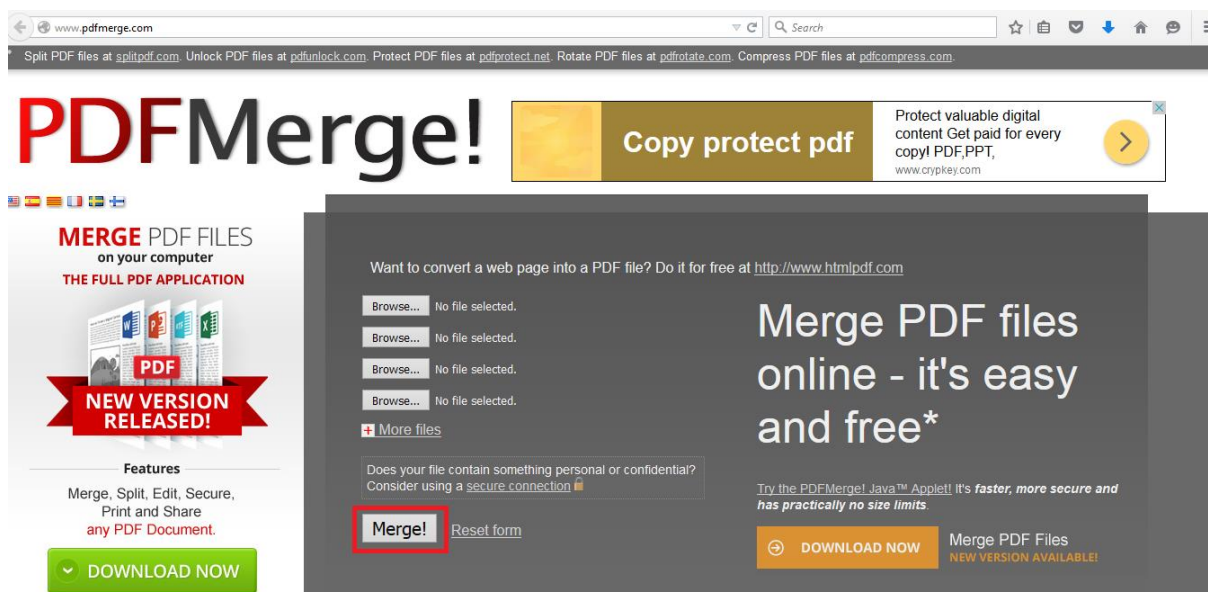 www.pdfmerge.com
Search
* Split PDF files at splitpdf.com. Unlock PDF files at pdfunlock.com. Protect PDF files at pdfprotect.net. Rotate PDF files at pdfrotate.com. Compress PDF files at pdfcompress.com.
PDFMerge!
Copy protect pdf
Protect valuable digital
content Get paid for every
copy! PDF,PPT,
www.crypkey.com
MERGE PDF FILES
on your computer
THE FULL PDF APPLICATION
W P X
PDF
NEW VERSION
RELEASED!
Features
Merge, Split, Edit, Secure,
Print and Share
any PDF Document.
DOWNLOAD NOW
Want to convert a web page into a PDF file? Do it for free at http://www.htmlpdf.com
Browse... No file selected.
Browse... No file selected.
Browse... No file selected.
Browse... No file selected.
+ More files
Does your file contain something personal or confidential?
Consider using a secure connection
Merge! Reset form
Merge PDF files
online - it's easy
and free*
Try the PDFMerge! Java™ Applet! It's faster, more secure and
has practically no size limits.
DOWNLOAD NOW
Merge PDF Files
NEW VERSION AVAILABLE!